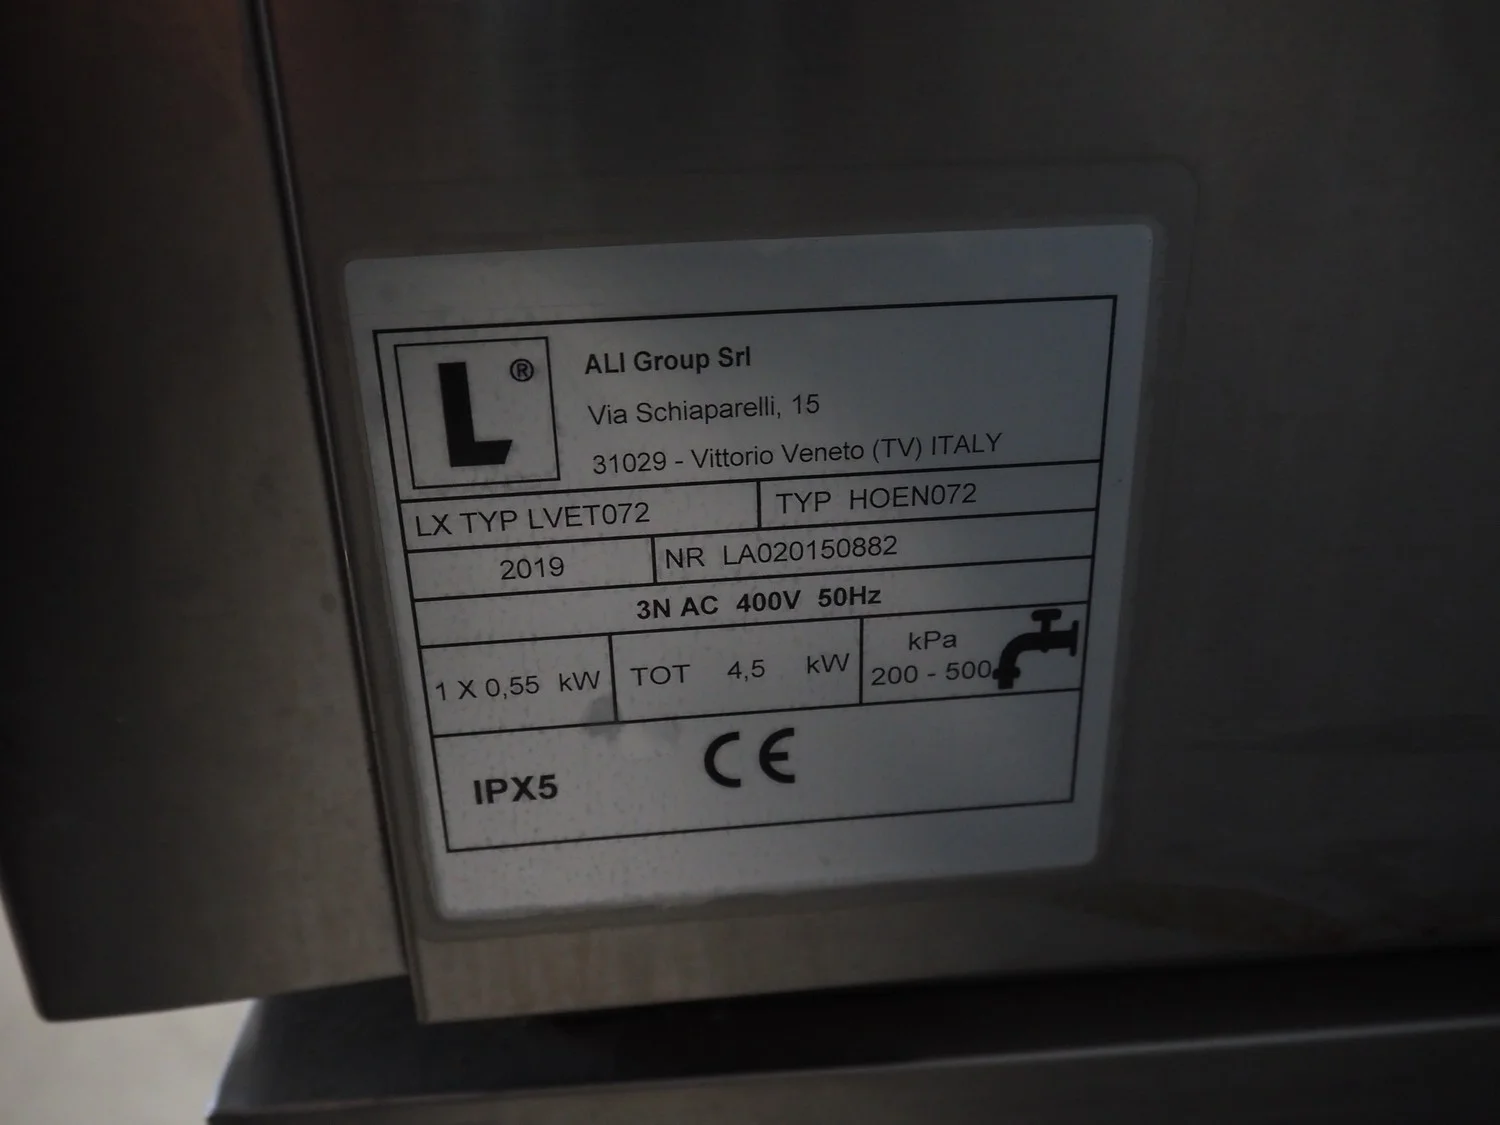 L ®
ALI Group Srl
Via Schiaparelli, 15
31029 - Vittorio Veneto (TV) ITALY
LX TYP LVET072 TYP HOEN072
2019 NR LA020150882
3N AC 400V 50Hz
1 X 0,55 kW TOT 4,5 kW kPa
200 - 500
IPX5 CE